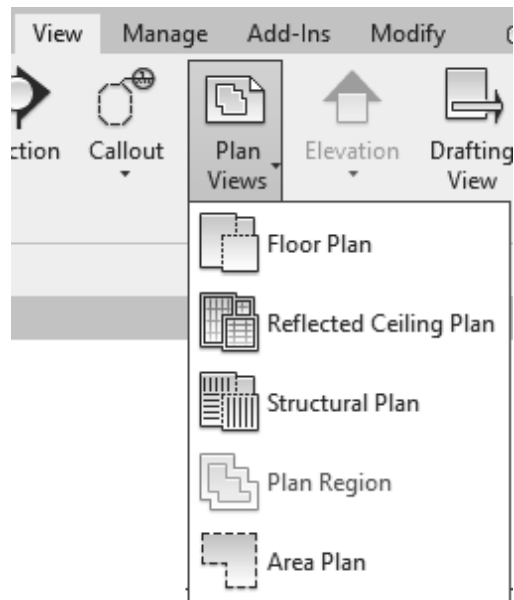 View Manage Add-Ins Modify
ction Callout Plan Views Elevation Drafting View
Floor Plan
Reflected Ceiling Plan
Structural Plan
Plan Region
Area Plan